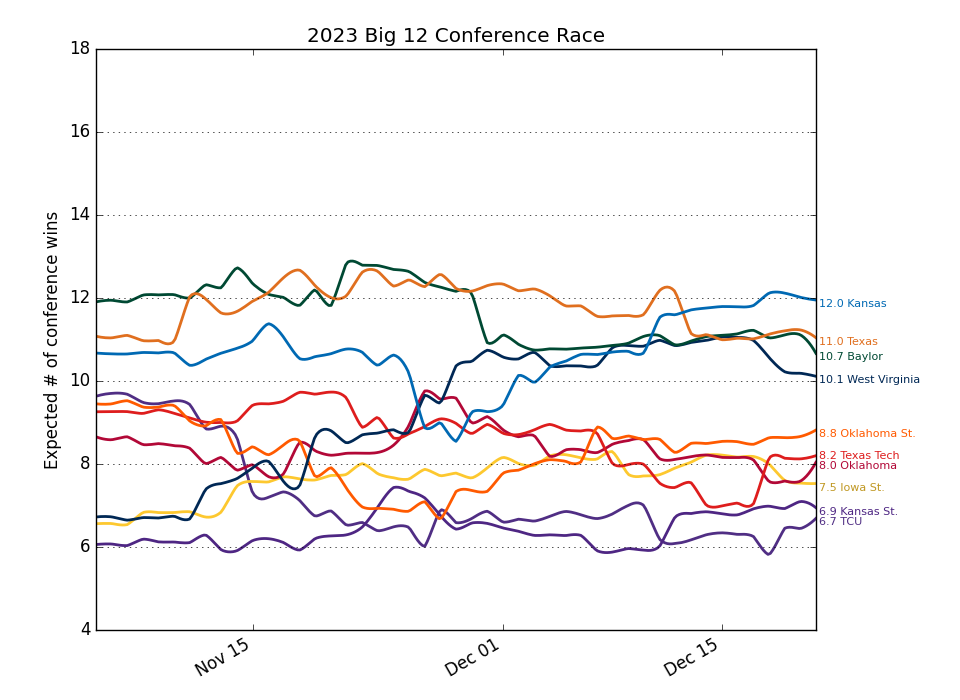 2023 Big 12 Conference Race
Expected # of conference wins
18
16
14
12
10
8
6
4
Nov 15
Dec 01
Dec 15
12.0 Kansas
11.0 Texas
10.7 Baylor
10.1 West Virginia
8.8 Oklahoma St.
8.2 Texas Tech
8.0 Oklahoma
7.5 Iowa St.
6.9 Kansas St.
6.7 TCU